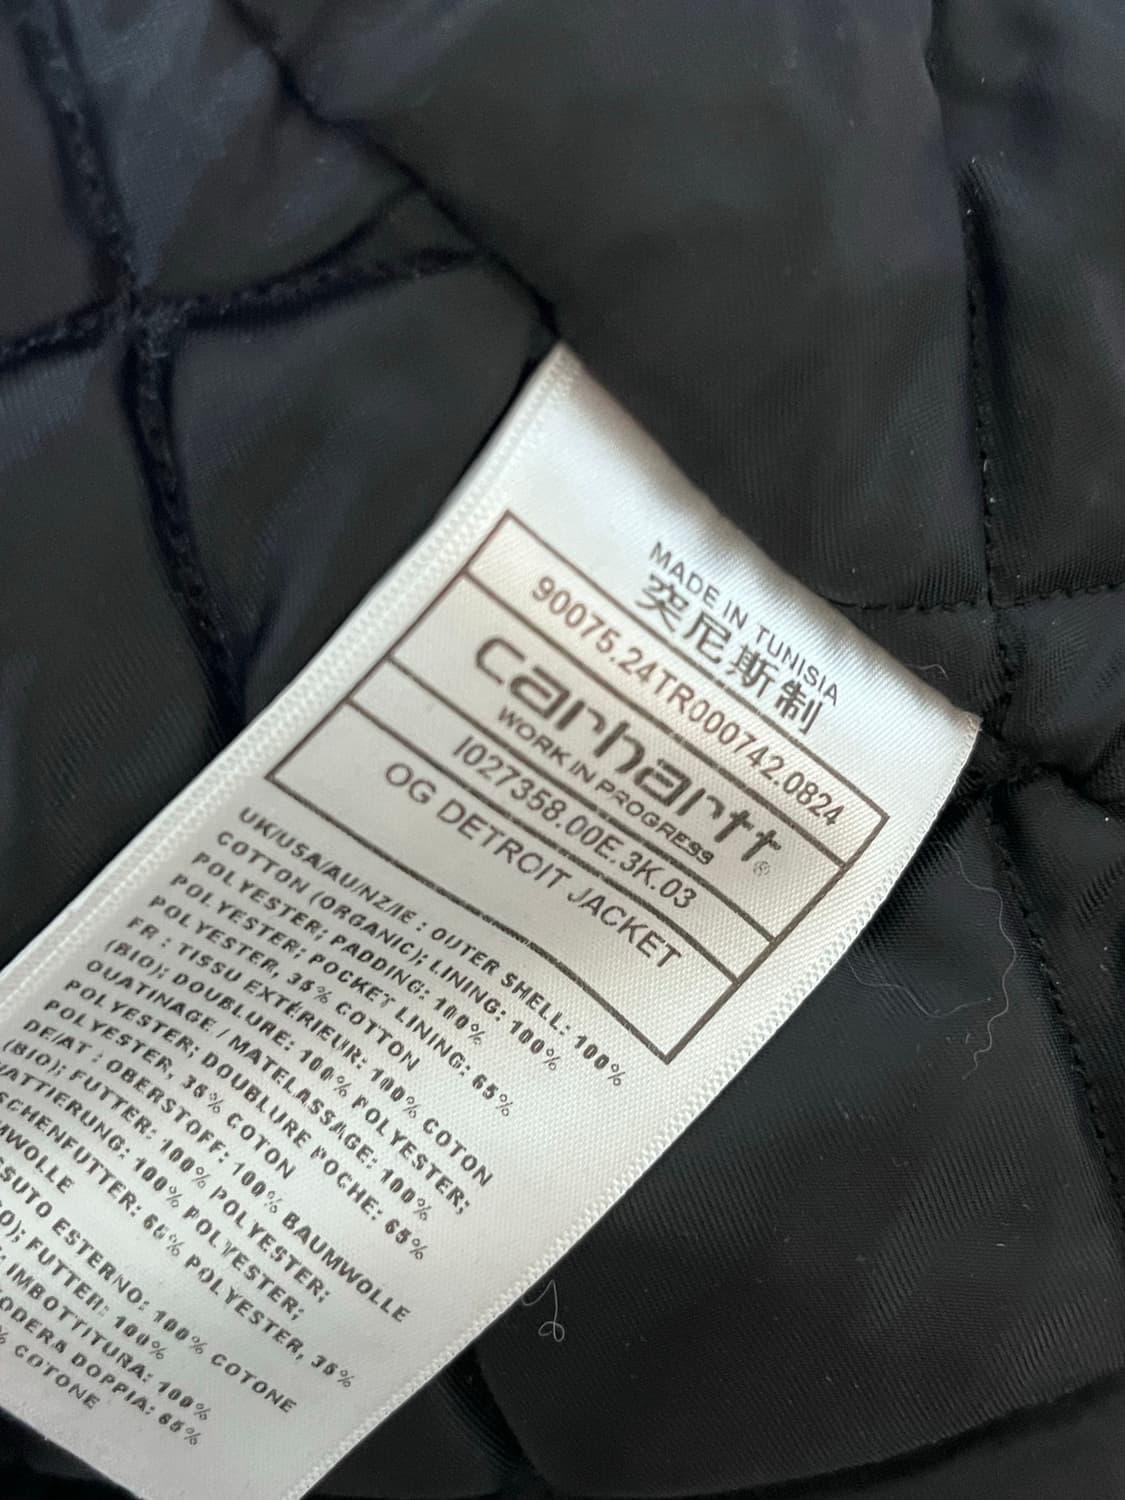 MADE IN TUNISIA
突尼斯制
90075.24TR000742.0824
carhartt®
WORK IN PROGRESS
I027358.00E.3K.03
OG DETROIT JACKET
UK/USA/AU/NZ/IE : OUTER SHELL: 100%
COTTON (ORGANIC); LINING: 100%
POLYESTER; PADDING: 100%
POLYESTER; POCKET LINING: 65%
POLYESTER, 35% COTTON
FR : TISSU EXTÉRIEUR: 100% COTON
(BIO); DOUBLURE: 100% POLYESTER;
OUATINAGE / MATELASSAGE: 100%
POLYESTER; DOUBLURE POCHE: 65%
POLYESTER, 35% COTON
DE/AT : OBERSTOFF: 100% BAUMWOLLE
(BIO); FUTTER: 100% POLYESTER;
WATTIERUNG: 100% POLYESTER;
SCHENFUTTER: 65% POLYESTER, 35%
MWOLLE
SSUTO ESTERNO: 100% COTONE
O); FUTTER: 100%
; IMBOTTITURA: 100%
ODERA DOPPIA: 65%
% COTONE